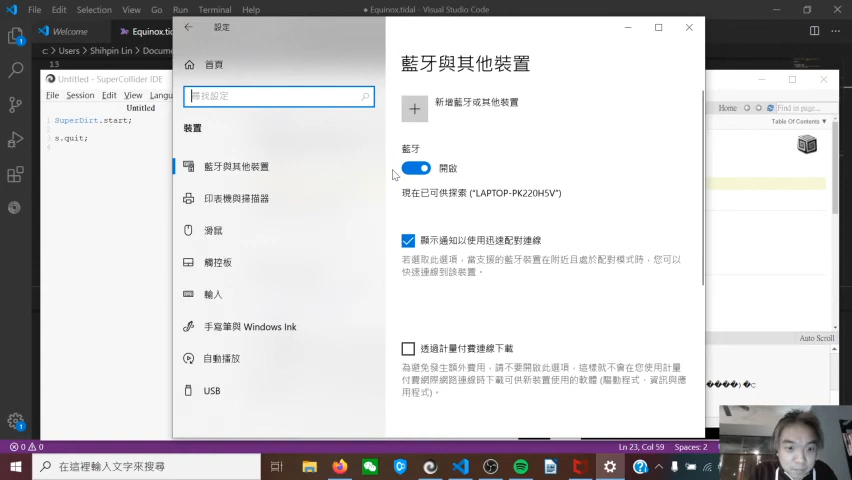 File Edit Selection View Go Run Terminal Help
● Equinox.tidal - Visual Studio Code
Welcome
Equinox.tid
C: > Users > Shihpin Lin > Docume
13
Untitled - SuperCollider IDE
File Session Edit View Langu
Untitled
1 SuperDirt.start;
2
3 s.quit;
4
設定
首頁
尋找設定
裝置
藍牙與其他裝置
印表機與掃描器
滑鼠
觸控板
輸入
手寫筆與 Windows Ink
自動播放
USB
藍牙與其他裝置
新增藍牙或其他裝置
藍牙
開啟
現在已可供探索 ("LAPTOP-PK220H5V")
顯示通知以使用迅速配對連線
若選取此選項，當支援的藍牙裝置在附近且處於配對模式時，您可以
快速連線到該裝置。
透過計量付費連線下載
為避免發生額外費用，請不要開啟此選項，這樣就不會在您使用計量
付費網際網路連線時下載可供新裝置使用的軟體 (驅動程式、資訊與應
用程式)。
Home
Find in page...
Table Of Contents ▼
Auto Scroll
0 0
Ln 23, Col 59 Spaces: 2
在這裡輸入文字來搜尋